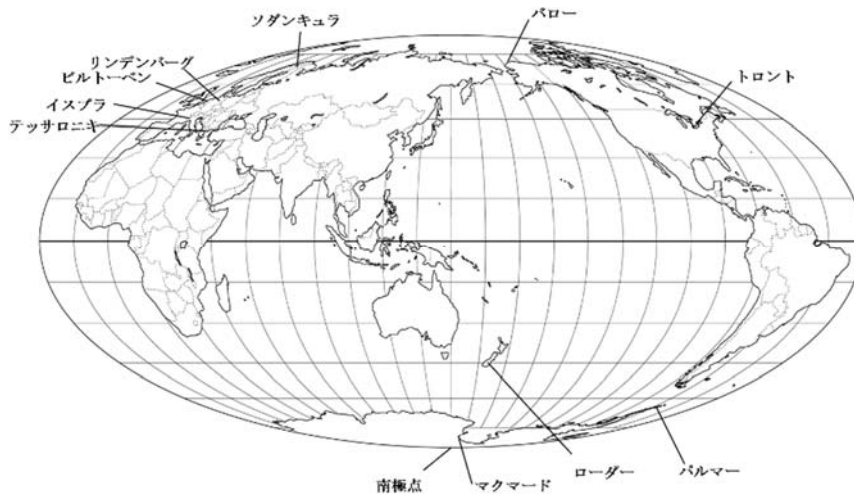 ソダンキュラ
バロー
リンデンバーグ
ビルトーベン
トロント
イスプラ
テッサロニキ
ローダー
パルマー
南極点
マクマード